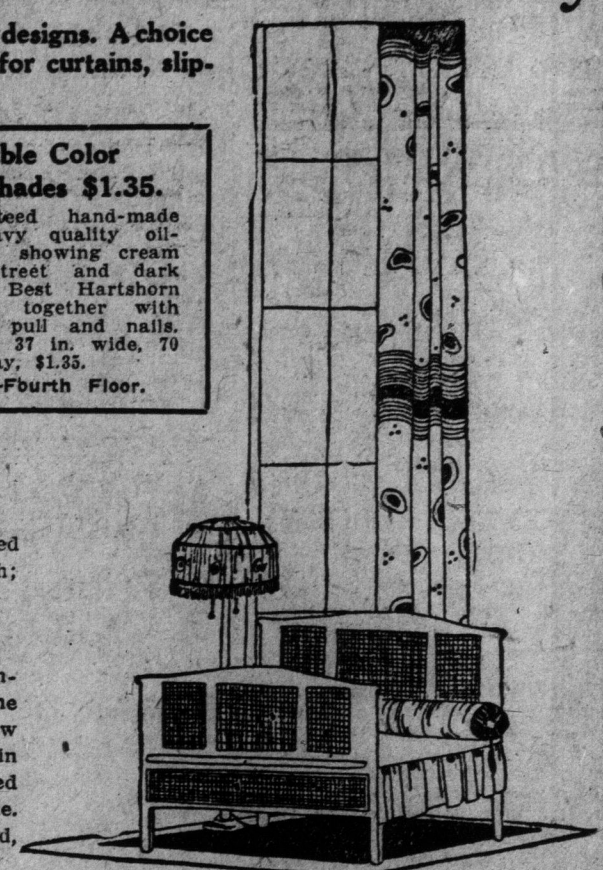 designs. A choice
for curtains, slip-
ble Color
hades $1.35.
teed hand-made
avy quality oil-
showing cream
treet and dark
Best Hartshorn
together with
pull and nails.
37 in. wide, 70
ay, $1.35.
-Fourth Floor.
ed
h;
n-
he
w
in
ed
e.
d,